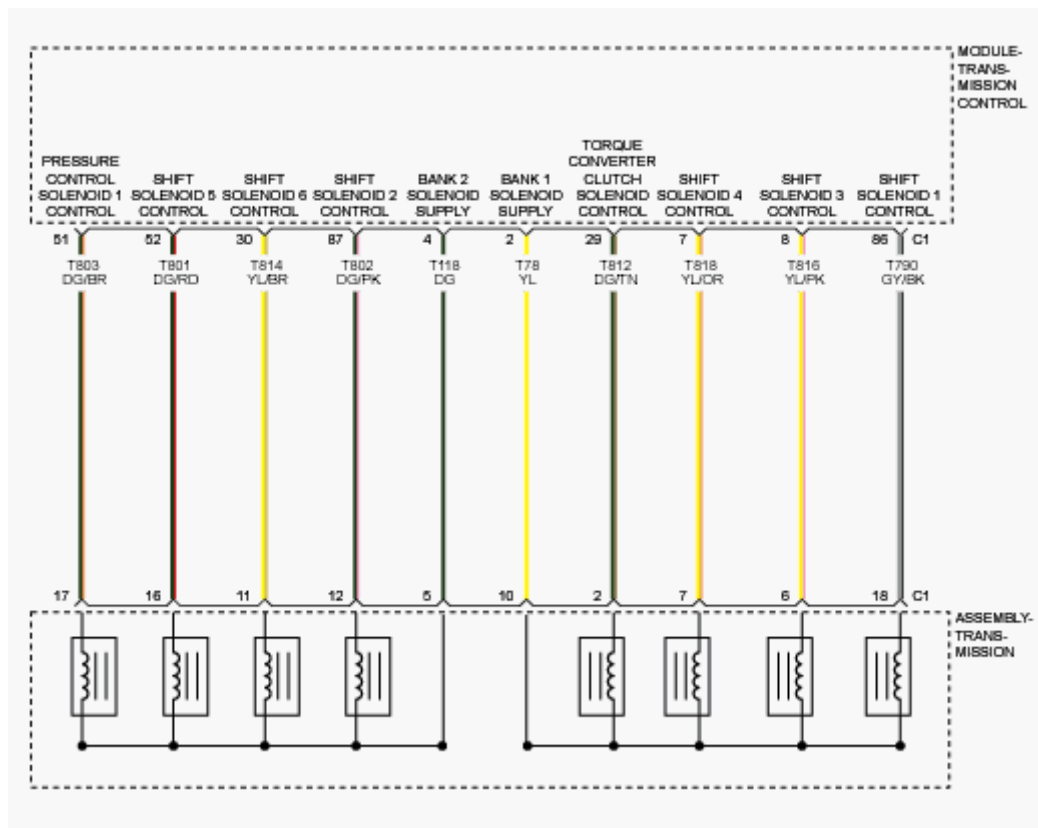 MODULE-
TRANS-
MISSION
CONTROL
PRESSURE
CONTROL
SOLENOID 1
CONTROL
SHIFT
SOLENOID 5
CONTROL
SHIFT
SOLENOID 6
CONTROL
SHIFT
SOLENOID 2
CONTROL
BANK 2
SOLENOID
SUPPLY
BANK 1
SOLENOID
SUPPLY
TORQUE
CONVERTER
CLUTCH
SOLENOID
CONTROL
SHIFT
SOLENOID 4
CONTROL
SHIFT
SOLENOID 3
CONTROL
SHIFT
SOLENOID 1
CONTROL
51 52 30 87 4 2 29 7 8 86 C1
T803 T801 T814 T802 T118 T78 T812 T818 T816 T790
DG/BR DG/RD YL/BR DG/PK DG YL DG/TN YL/OR YL/PK GY/BK
17 16 11 12 5 10 2 7 6 18 C1
ASSEMBLY-
TRANS-
MISSION